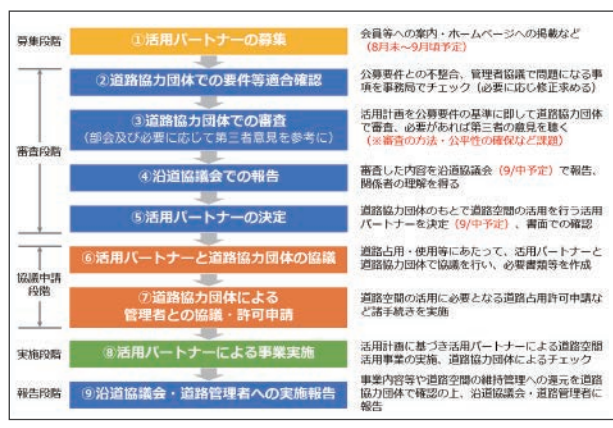 募集段階
①活用パートナーの募集
会員等への案内・ホームページへの掲載など
(8月末～9月頃予定)
審査段階
②道路協力団体での要件等適合確認
公募要件との不整合、管理者協議で問題になる事
項を事務局でチェック(必要に応じ修正求める)
③道路協力団体での審査
(部会及び必要に応じて第三者意見を参考に)
活用計画を公募要件の基準に即して道路協力団体
で審査、必要があれば第三者の意見を聴く
(※審査の方法・公平性の確保など課題)
④沿道協議会での報告
審査した内容を沿道協議会(9/中予定)で報告、
関係者の理解を得る
⑤活用パートナーの決定
道路協力団体のもとで道路空間の活用を行う活用
パートナーを決定(9/中予定)、書面での確認
協議申請
段階
⑥活用パートナーと道路協力団体の協議
道路占用・使用等にあたって、活用パートナーと
道路協力団体で協議を行い、必要書類等を作成
⑦道路協力団体による
管理者との協議・許可申請
道路空間の活用に必要となる道路占用許可申請な
ど諸手続きを実施
実施段階
⑧活用パートナーによる事業実施
活用計画に基づき活用パートナーによる道路空間
活用事業の実施、道路協力団体によるチェック
報告段階
⑨沿道協議会・道路管理者への実施報告
事業内容等や道路空間の維持管理への還元を道路
協力団体で確認の上、沿道協議会・道路管理者に
報告